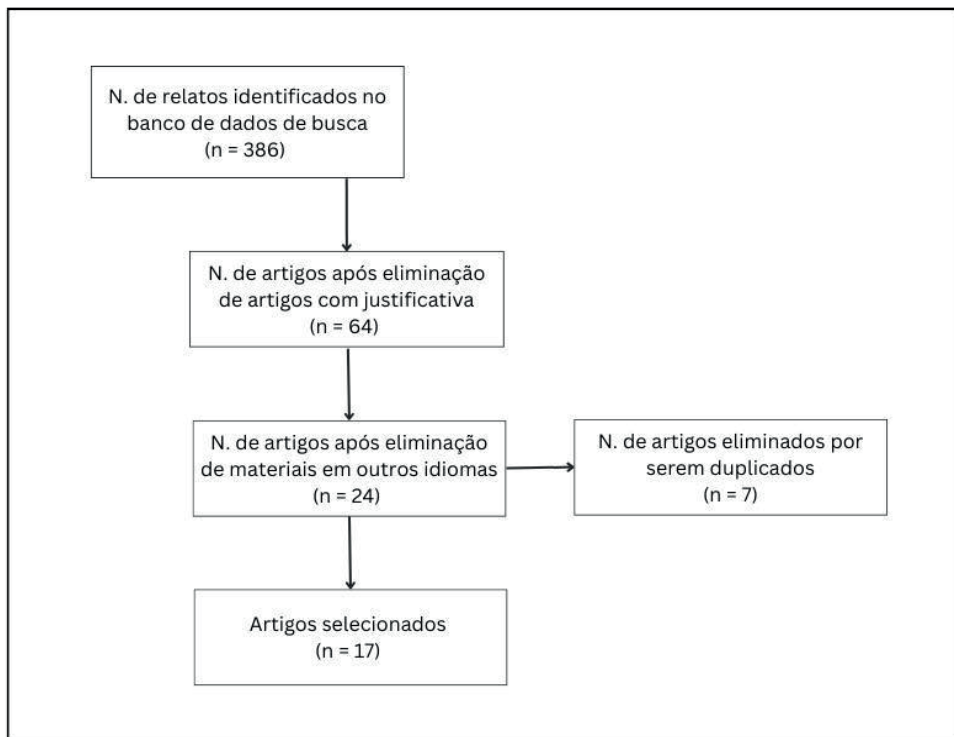 N. de relatos identificados no
banco de dados de busca
(n = 386)
N. de artigos após eliminação
de artigos com justificativa
(n = 64)
N. de artigos após eliminação
de materiais em outros idiomas
(n = 24)
N. de artigos eliminados por
serem duplicados
(n = 7)
Artigos selecionados
(n = 17)